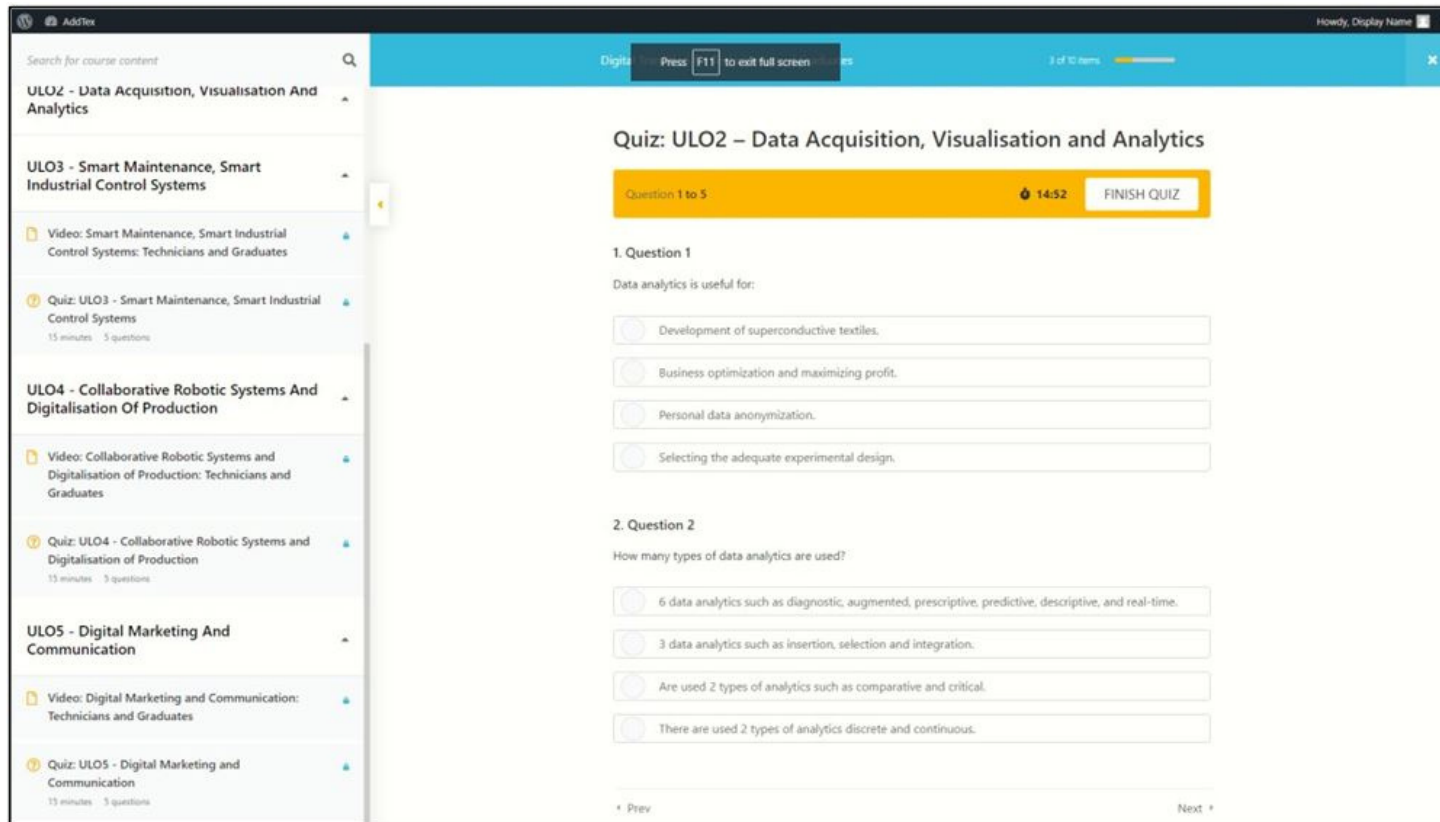 AddTex
Howdy, Display Name
Search for course content
ULO2 - Data Acquisition, Visualisation And
Analytics
ULO3 - Smart Maintenance, Smart
Industrial Control Systems
Video: Smart Maintenance, Smart Industrial
Control Systems: Technicians and Graduates
Quiz: ULO3 - Smart Maintenance, Smart Industrial
Control Systems
15 minutes 5 questions
ULO4 - Collaborative Robotic Systems And
Digitalisation Of Production
Video: Collaborative Robotic Systems and
Digitalisation of Production: Technicians and
Graduates
Quiz: ULO4 - Collaborative Robotic Systems and
Digitalisation of Production
15 minutes 5 questions
ULO5 - Digital Marketing And
Communication
Video: Digital Marketing and Communication:
Technicians and Graduates
Quiz: ULO5 - Digital Marketing and
Communication
15 minutes 5 questions
Press F11 to exit full screen
3 of 10 items
Quiz: ULO2 – Data Acquisition, Visualisation and Analytics
Question 1 to 5
14:52
FINISH QUIZ
1. Question 1
Data analytics is useful for:
Development of superconductive textiles.
Business optimization and maximizing profit.
Personal data anonymization.
Selecting the adequate experimental design.
2. Question 2
How many types of data analytics are used?
6 data analytics such as diagnostic, augmented, prescriptive, predictive, descriptive, and real-time.
3 data analytics such as insertion, selection and integration.
Are used 2 types of analytics such as comparative and critical.
There are used 2 types of analytics discrete and continuous.
Prev
Next